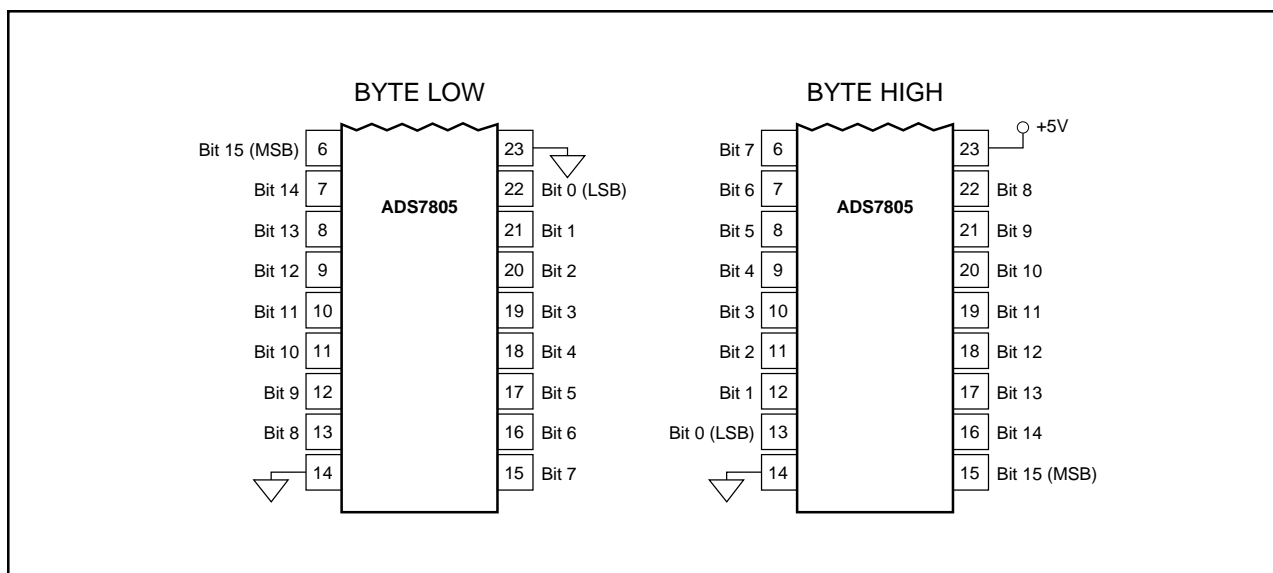 BYTE LOW
BYTE HIGH
Bit 15 (MSB) 6 23
Bit 7 6 23 +5V
Bit 14 7 22 Bit 0 (LSB)
Bit 6 7 22 Bit 8
ADS7805
ADS7805
Bit 13 8 21 Bit 1
Bit 5 8 21 Bit 9
Bit 12 9 20 Bit 2
Bit 4 9 20 Bit 10
Bit 11 10 19 Bit 3
Bit 3 10 19 Bit 11
Bit 10 11 18 Bit 4
Bit 2 11 18 Bit 12
Bit 9 12 17 Bit 5
Bit 1 12 17 Bit 13
Bit 8 13 16 Bit 6
Bit 0 (LSB) 13 16 Bit 14
14 15 Bit 7
14 15 Bit 15 (MSB)